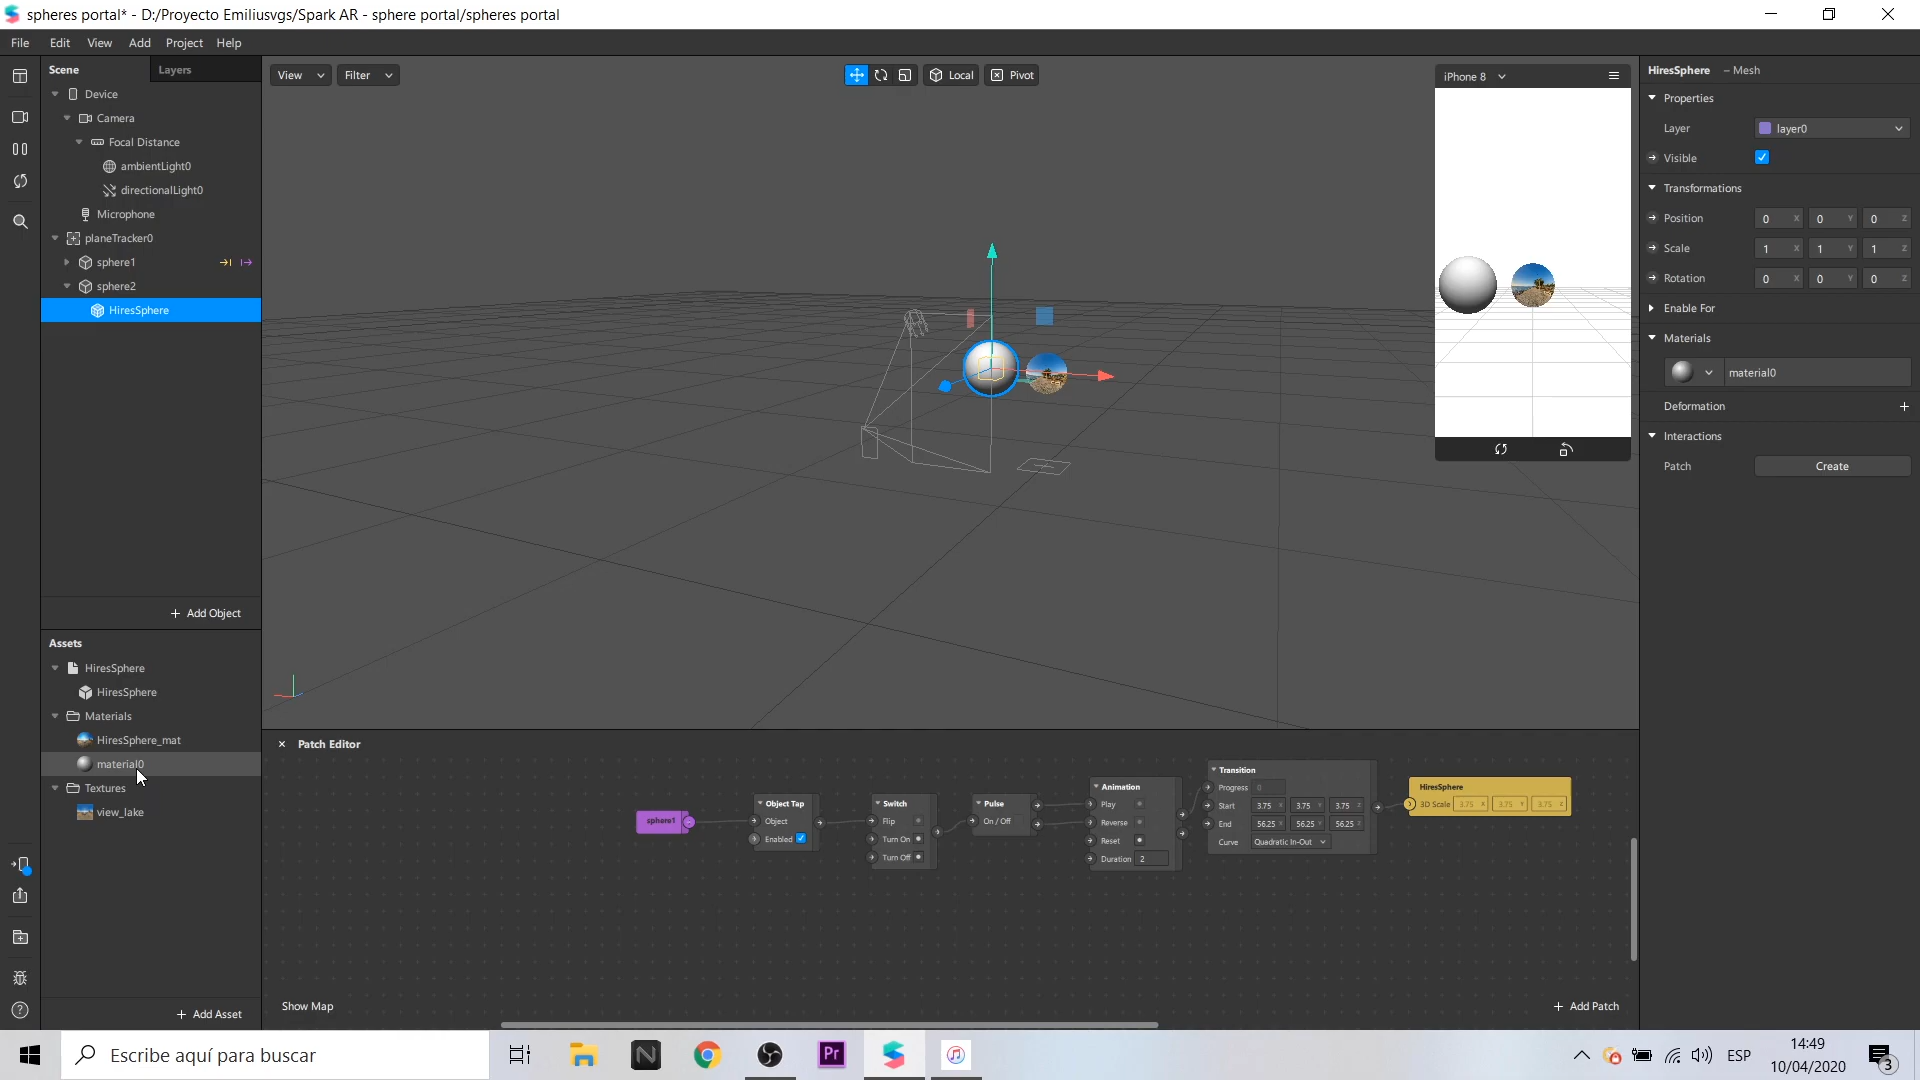 spheres portal* - D:/Proyecto Emiliusvgs/Spark AR - sphere portal/spheres portal
File Edit View Add Project Help
Scene Layers
Device
Camera
Focal Distance
ambientLight0
directionalLight0
Microphone
planeTracker0
sphere1
sphere2
HiresSphere
+ Add Object
Assets
HiresSphere
HiresSphere
Materials
HiresSphere_mat
material0
Textures
view_lake
+ Add Asset
View Filter Local Pivot
iPhone 8
HiresSphere - Mesh
Properties
Layer layer0
Visible
Transformations
Position 0 X 0 Y 0 Z
Scale 1 X 1 Y 1 Z
Rotation 0 X 0 Y 0 Z
Enable For
Materials
material0
Deformation +
Interactions
Patch Create
× Patch Editor
sphere1
Object Tap
Object
Enabled
Switch
Flip
Turn On
Turn Off
Pulse
On / Off
Animation
Play
Reverse
Reset
Duration 2
Transition
Progress 0
Start 3.75 X 3.75 Y 3.75 Z
End 56.25 X 56.25 Y 56.25 Z
Curve Quadratic In-Out
HiresSphere
3D Scale 3.75 X 3.75 Y 3.75 Z
Show Map
+ Add Patch
Escribe aquí para buscar
N
Pr
ESP
14:49
10/04/2020
3